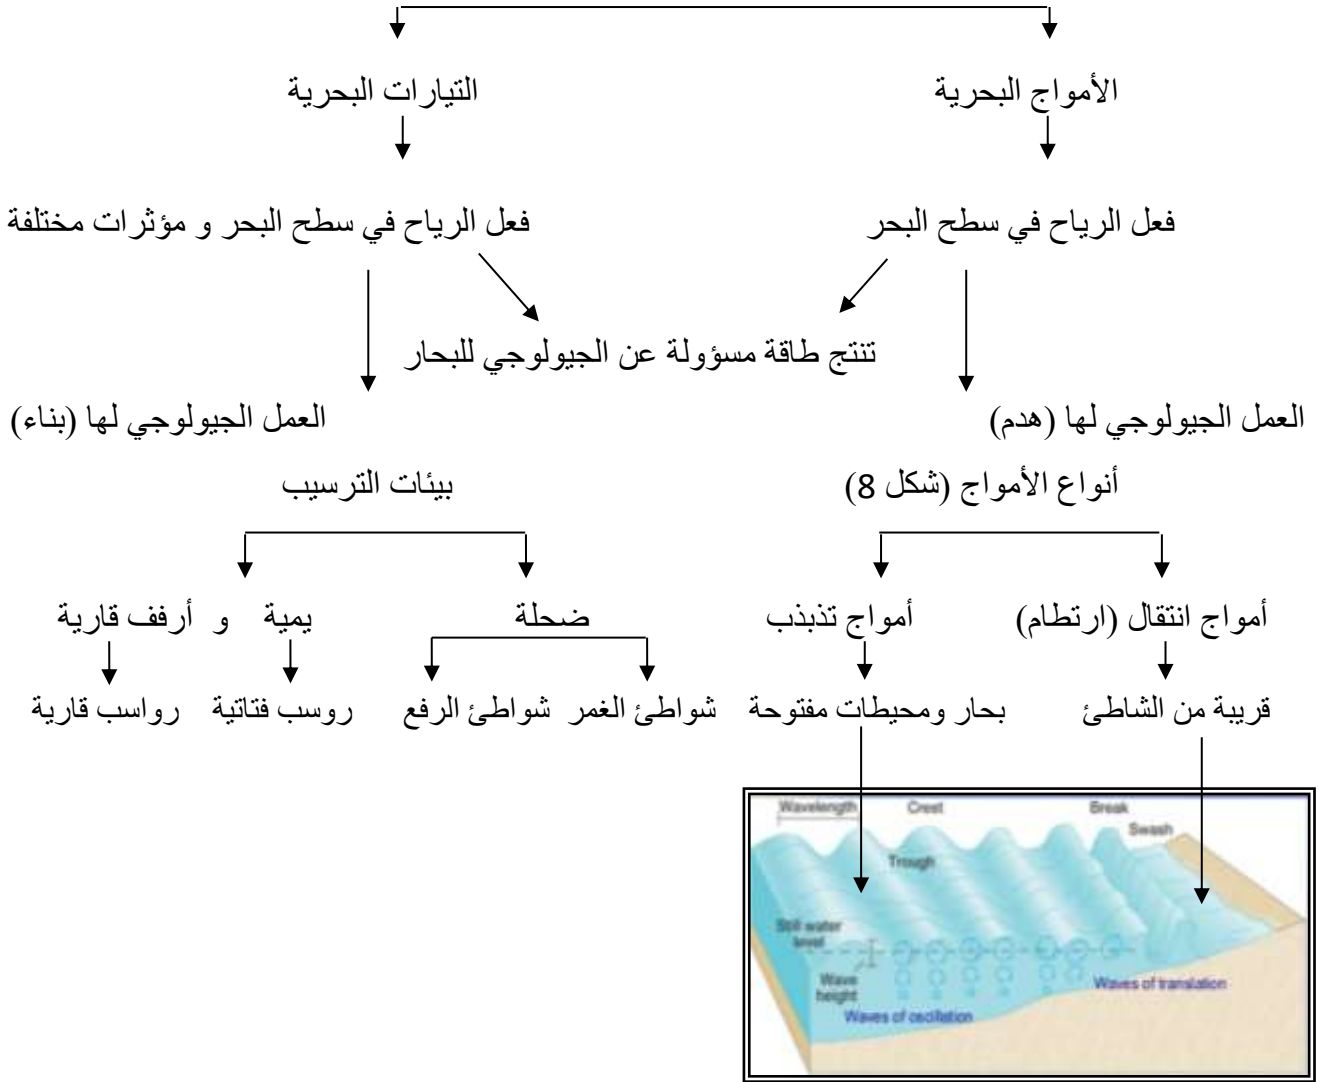 الأمواج البحرية
التيارات البحرية
فعل الرياح في سطح البحر
فعل الرياح في سطح البحر و مؤثرات مختلفة
تنتج طاقة مسؤولة عن الجيولوجي للبحار
العمل الجيولوجي لها (هدم)
العمل الجيولوجي لها (بناء)
أنواع الأمواج (شكل 8)
بيئات الترسيب
أمواج انتقال (ارتطام)
أمواج تذبذب
ضحلة
يمية و أرفف قارية
قريبة من الشاطئ
بحار ومحيطات مفتوحة
شواطئ الغمر
شواطئ الرفع
روسب فتاتية
رواسب قارية
Wavelength
Crest
Break
Swash
Trough
Still water
level
Wave
height
Waves of translation
Waves of oscillation